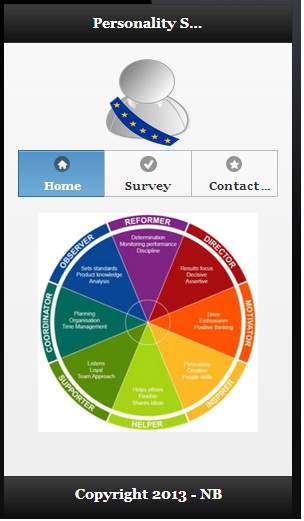 Personality S...
Home
Survey
Contact...
REFORMER
Determination
Monitoring performance
Discipline
DIRECTOR
Results focus
Decisive
Assertive
MOTIVATOR
Drive
Enthusiasm
Positive thinking
INSPIRER
Persuasive
Creative
People skills
HELPER
Helps others
Flexible
Shares ideas
SUPPORTER
Listens
Loyal
Team Approach
COORDINATOR
Planning
Organisation
Time Management
OBSERVER
Sets standards
Product knowledge
Analysis
Copyright 2013 - NB